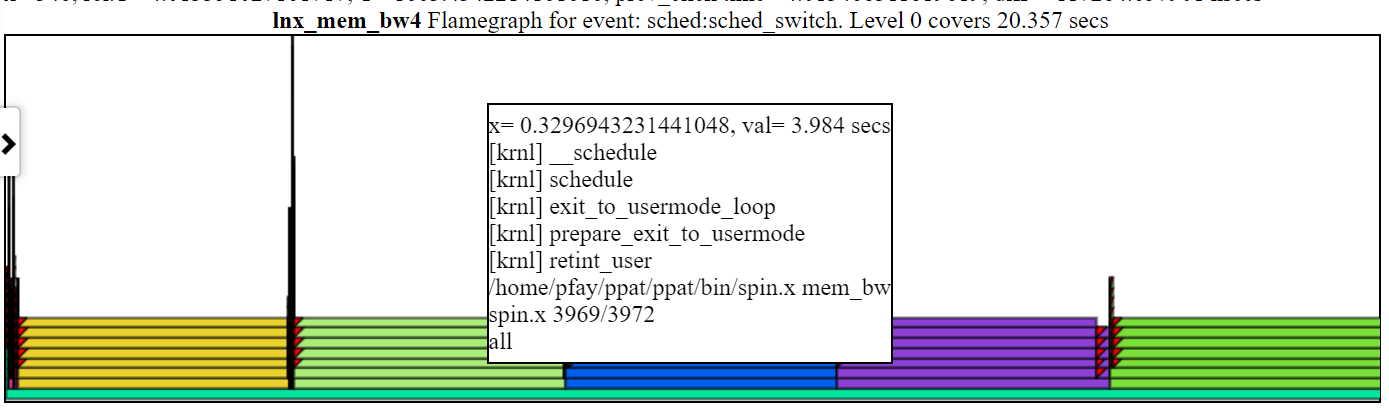 lnx_mem_bw4 Flamegraph for event: sched:sched_switch. Level 0 covers 20.357 secs
x= 0.3296943231441048, val= 3.984 secs
[krnl] __schedule
[krnl] schedule
[krnl] exit_to_usermode_loop
[krnl] prepare_exit_to_usermode
[krnl] retint_user
/home/pfay/ppat/ppat/bin/spin.x mem_bw
spin.x 3969/3972
all